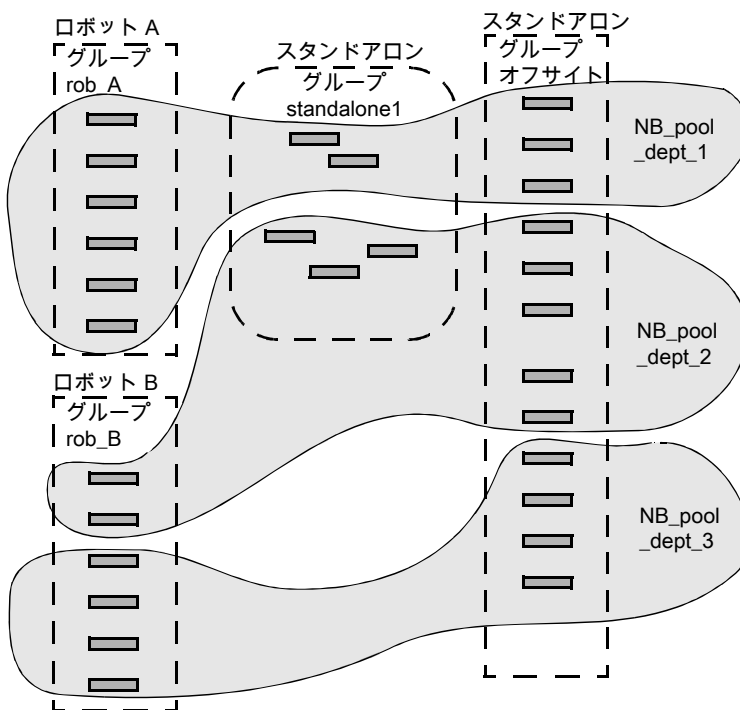 ロボット A
グループ
rob_A
スタンドアロン
グループ
standalone1
スタンドアロン
グループ
オフサイト
NB_pool
_dept_1
NB_pool
_dept_2
ロボット B
グループ
rob_B
NB_pool
_dept_3